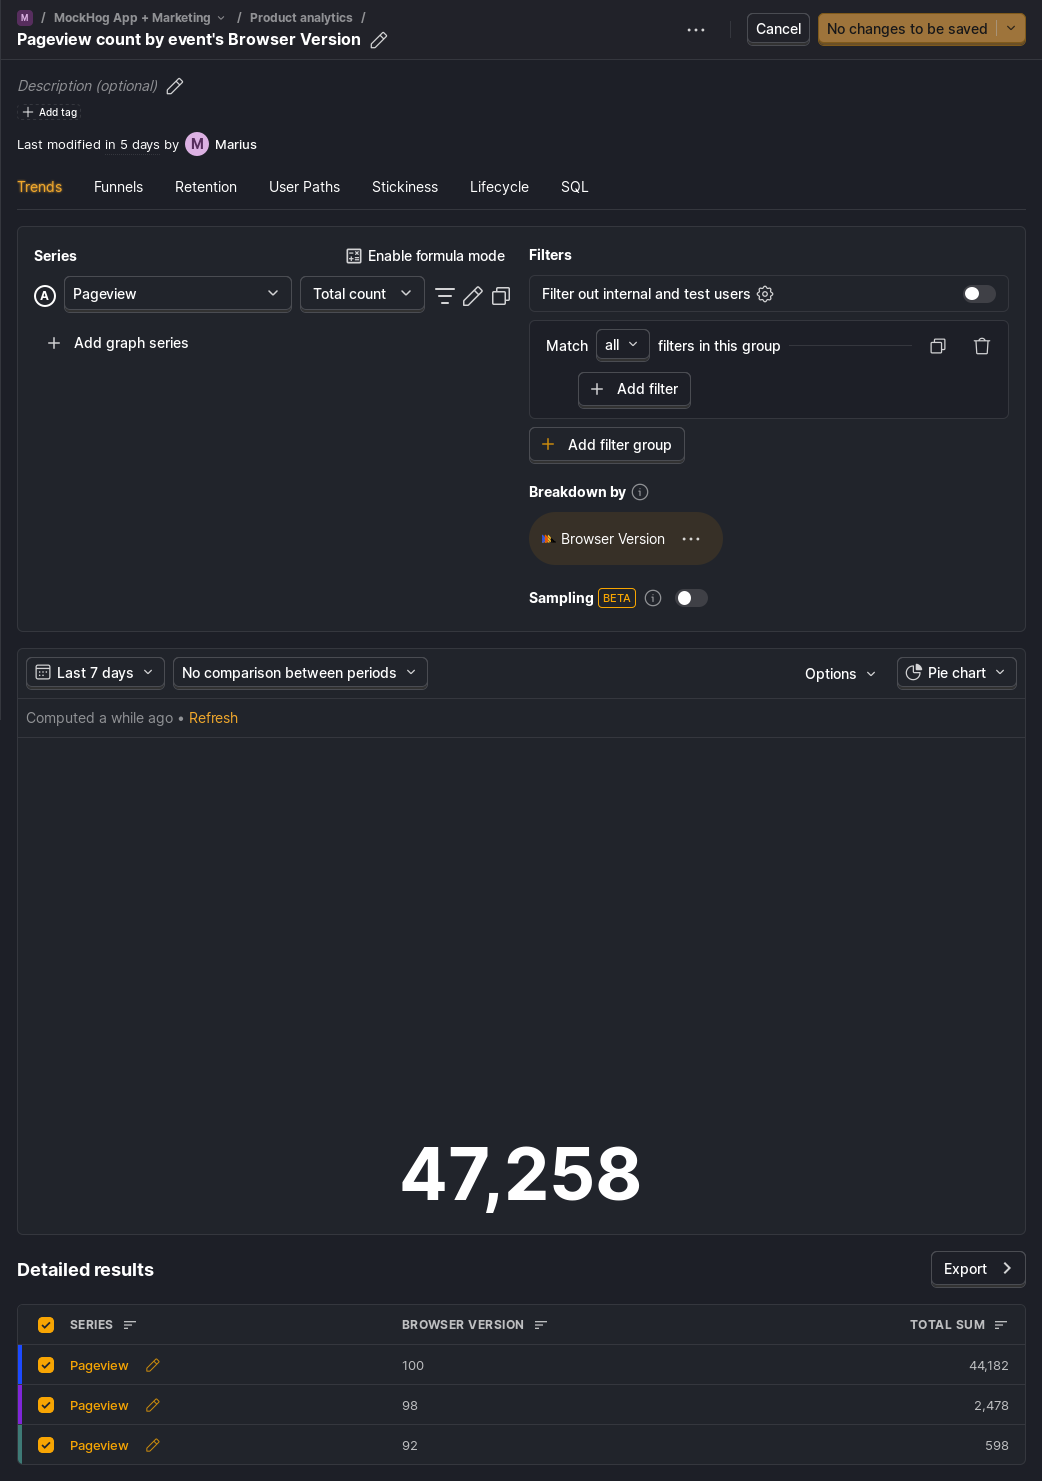 M / MockHog App + Marketing / Product analytics /
Pageview count by event's Browser Version
Cancel
No changes to be saved
Description (optional)
Add tag
Last modified in 5 days by M Marius
Trends Funnels Retention User Paths Stickiness Lifecycle SQL
Series
Enable formula mode
A Pageview Total count
Add graph series
Filters
Filter out internal and test users
Match all filters in this group
Add filter
Add filter group
Breakdown by
Browser Version
Sampling BETA
Last 7 days No comparison between periods Options Pie chart
Computed a while ago • Refresh
47,258
Detailed results
Export
SERIES BROWSER VERSION TOTAL SUM
Pageview 100 44,182
Pageview 98 2,478
Pageview 92 598